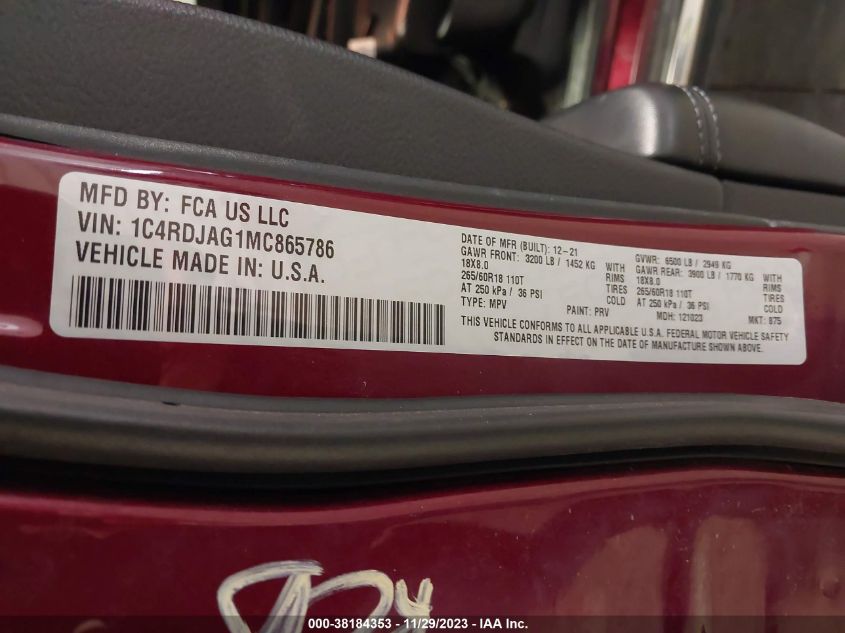 MFD BY: FCA US LLC
VIN: 1C4RDJAG1MC865786
VEHICLE MADE IN: U.S.A.
DATE OF MFR (BUILT): 12-21
GAWR FRONT: 3200 LB / 1452 KG WITH
18X8.0 RIMS
265/60R18 110T TIRES
AT 250 kPa / 36 PSI COLD
TYPE: MPV PAINT: PRV
GVWR: 6500 LB / 2949 KG
GAWR REAR: 3900 LB / 1770 KG WITH
18X8.0 RIMS
265/60R18 110T TIRES
AT 250 kPa / 36 PSI COLD
MDH: 121023 MKT: 875
THIS VEHICLE CONFORMS TO ALL APPLICABLE U.S.A. FEDERAL MOTOR VEHICLE SAFETY
STANDARDS IN EFFECT ON THE DATE OF MANUFACTURE SHOWN ABOVE.
000-38184353 - 11/29/2023 - IAA Inc.